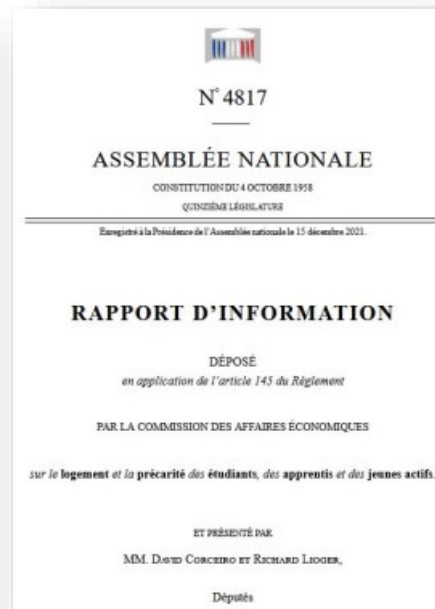 N° 4817
ASSEMBLÉE NATIONALE
CONSTITUTION DU 4 OCTOBRE 1958
QUINZIÈME LÉGISLATURE
Enregistré à la Présidence de l'Assemblée nationale le 15 décembre 2021.
RAPPORT D'INFORMATION
DÉPOSÉ
en application de l'article 145 du Règlement
PAR LA COMMISSION DES AFFAIRES ÉCONOMIQUES
sur le logement et la précarité des étudiants, des apprentis et des jeunes actifs.
ET PRÉSENTÉ PAR
MM. DAVID CORCEIRO ET RICHARD LIOGER,
Députés